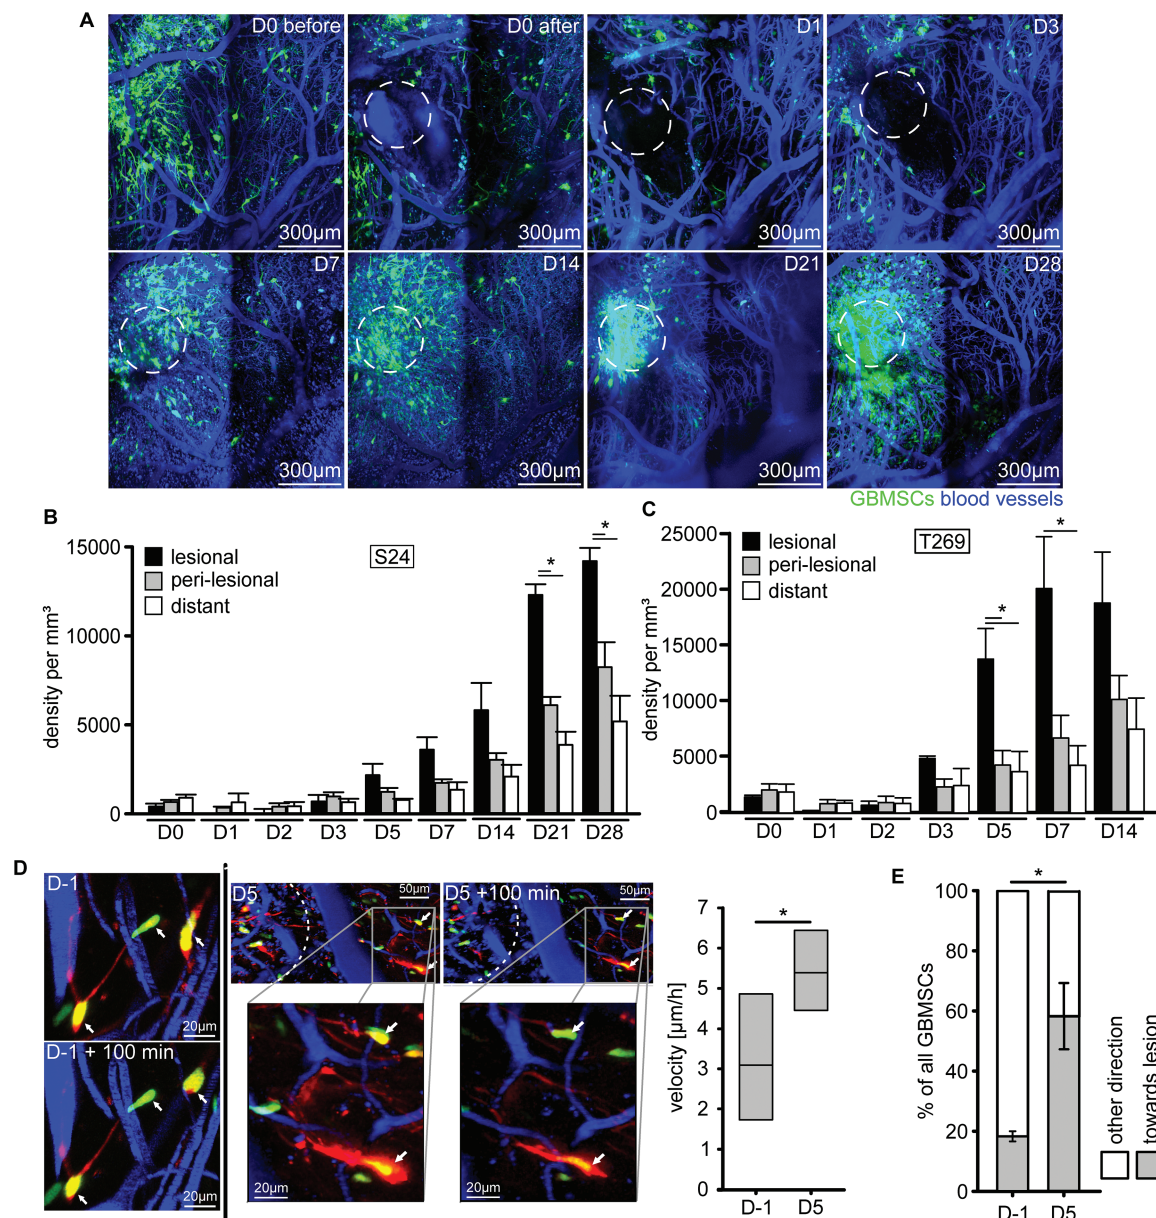 A
D0 before
D0 after
D1
D3
300µm
300µm
300µm
300µm
D7
D14
D21
D28
300µm
300µm
300µm
300µm
GBMSCs blood vessels
B
S24
lesional
peri-lesional
distant
density per mm³
15000
10000
5000
0
*
*
D0 D1 D2 D3 D5 D7 D14 D21 D28
C
T269
lesional
peri-lesional
distant
density per mm³
25000
20000
15000
10000
5000
0
*
*
D0 D1 D2 D3 D5 D7 D14
D
D-1
20µm
D-1 + 100 min
20µm
D5
50µm
D5 +100 min
50µm
20µm
20µm
velocity [µm/h]
7
6
5
4
3
2
1
0
*
D-1 D5
E
% of all GBMSCs
100
80
60
40
20
0
*
D-1 D5
other direction
towards lesion